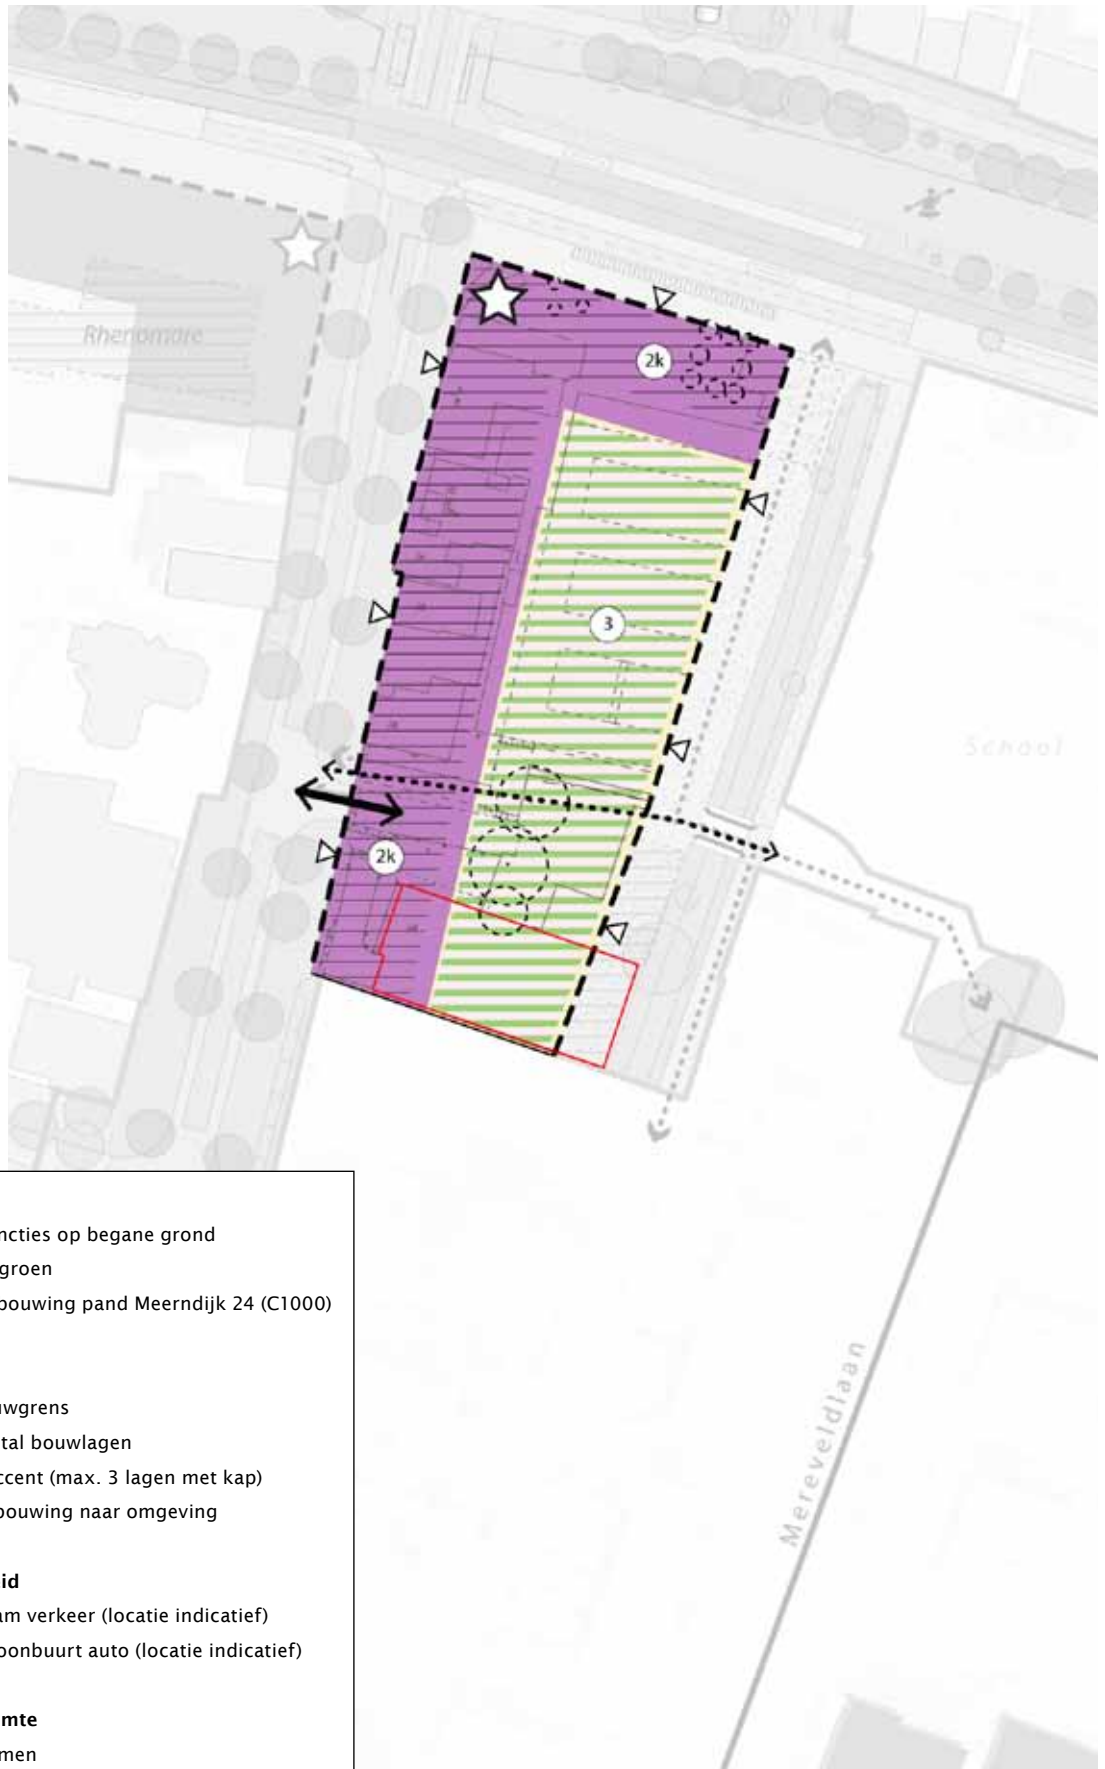 Rhenomare
2k
3
School
2k
ncties op begane grond
groen
bouwing pand Meerndijk 24 (C1000)
uwgrens
tal bouwlagen
ccent (max. 3 lagen met kap)
bouwing naar omgeving
id
am verkeer (locatie indicatief)
oonbuurt auto (locatie indicatief)
mte
men
Mereveldlaan